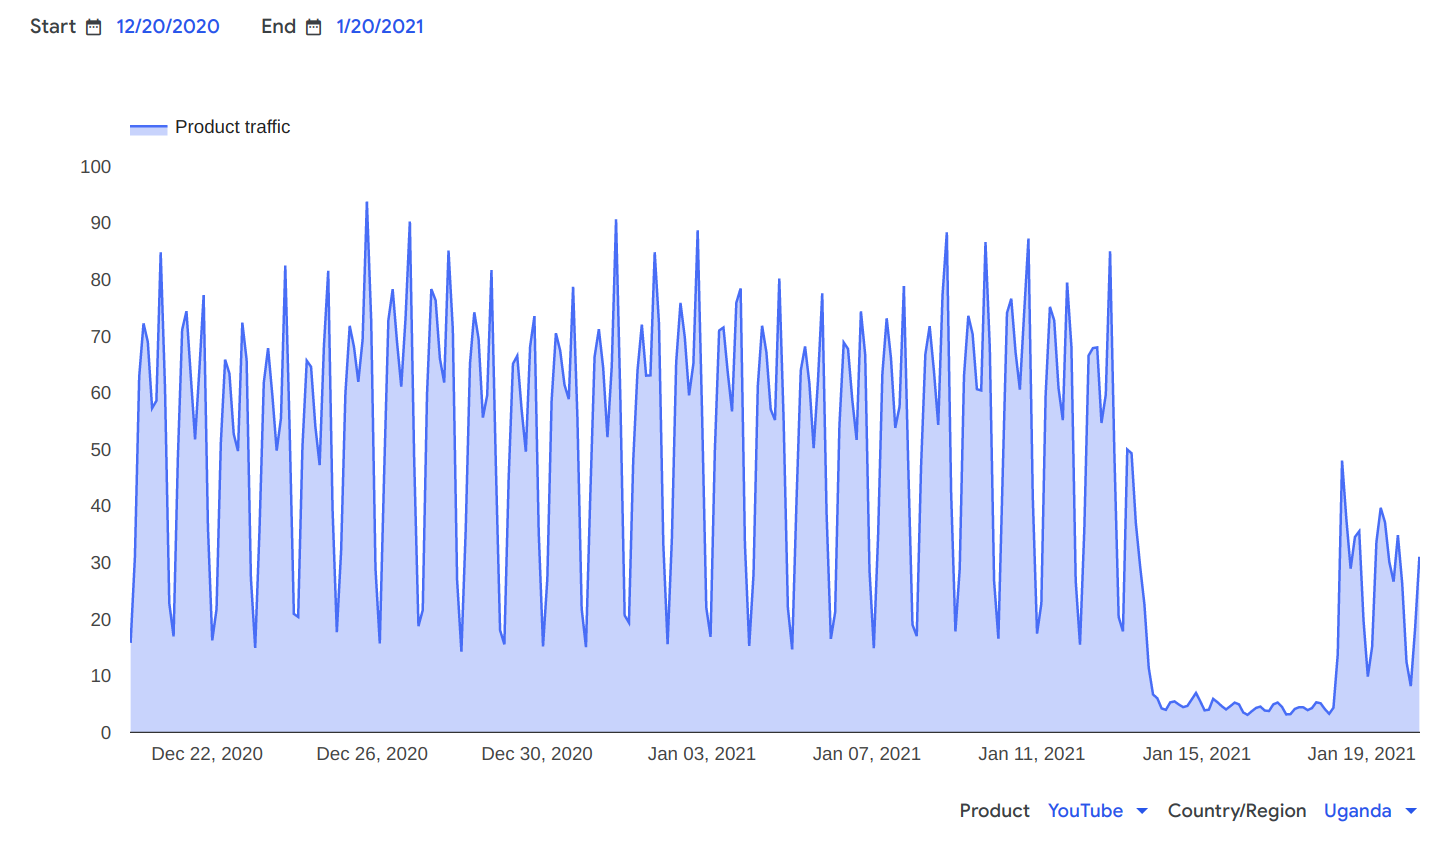 Start 12/20/2020 End 1/20/2021
Product traffic
100
90
80
70
60
50
40
30
20
10
0
Dec 22, 2020 Dec 26, 2020 Dec 30, 2020 Jan 03, 2021 Jan 07, 2021 Jan 11, 2021 Jan 15, 2021 Jan 19, 2021
Product YouTube Country/Region Uganda